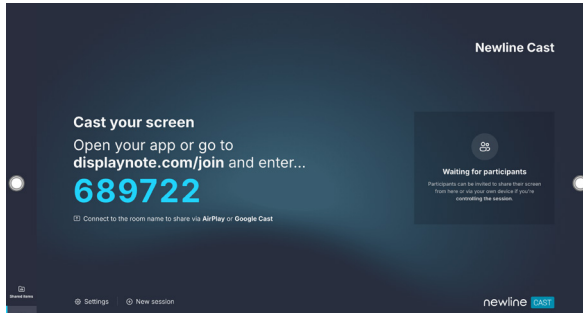 Newline Cast
Cast your screen
Open your app or go to
displaynote.com/join and enter...
689722
Connect to the room name to share via AirPlay or Google Cast
Waiting for participants
Participants can be invited to share their screen
from here or via your own device if you're
controlling the session.
Shared items
Settings
New session
newline CAST